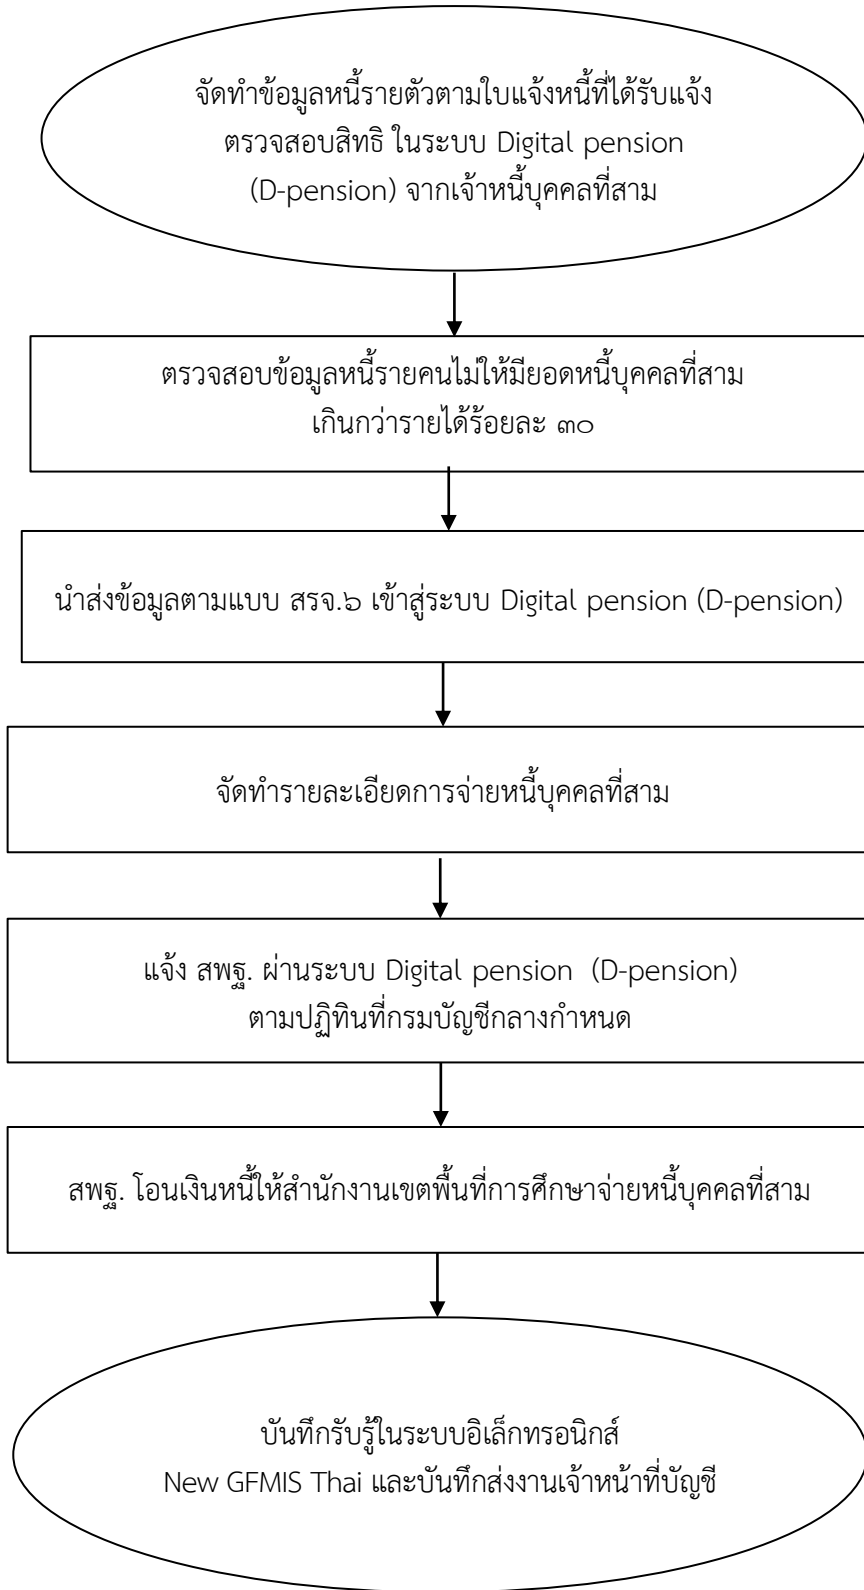 จัดทำข้อมูลหนี้รายตัวตามใบแจ้งหนี้ที่ได้รับแจ้ง
ตรวจสอบสิทธิ ในระบบ Digital pension
(D-pension) จากเจ้าหนี้บุคคลที่สาม
ตรวจสอบข้อมูลหนี้รายคนไม่ให้มียอดหนี้บุคคลที่สาม
เกินกว่ารายได้ร้อยละ ๓๐
นำส่งข้อมูลตามแบบ สรจ.๖ เข้าสู่ระบบ Digital pension (D-pension)
จัดทำรายละเอียดการจ่ายหนี้บุคคลที่สาม
แจ้ง สพฐ. ผ่านระบบ Digital pension (D-pension)
ตามปฏิทินที่กรมบัญชีกลางกำหนด
สพฐ. โอนเงินหนี้ให้สำนักงานเขตพื้นที่การศึกษาจ่ายหนี้บุคคลที่สาม
บันทึกรับรู้ในระบบอิเล็กทรอนิกส์
New GFMIS Thai และบันทึกส่งงานเจ้าหน้าที่บัญชี